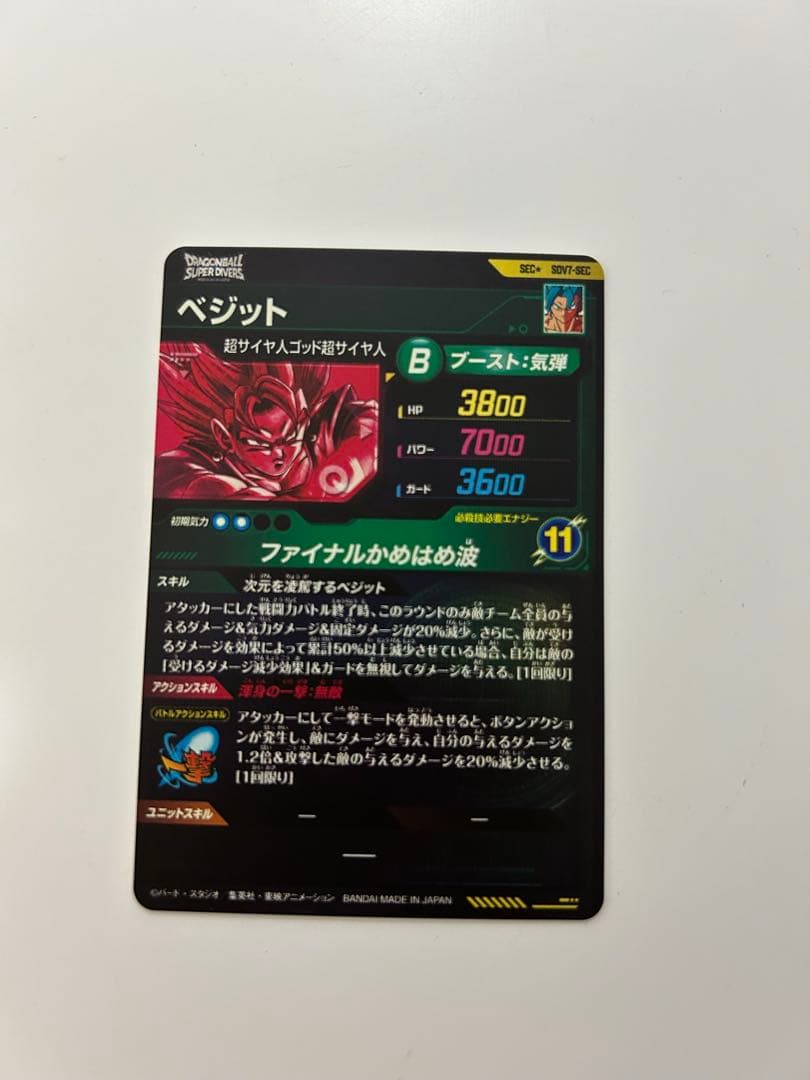 DRAGONBALL
SUPER DIVERS
SEC★ SDV7-SEC
ベジット
超サイヤ人ゴッド超サイヤ人
B ブースト:気弾
HP 3800
パワー 7000
ガード 3600
初期気力
必殺技必要エナジー
11
ファイナルかめはめ波
スキル 次元を凌駕するベジット
アタッカーにした戦闘力バトル終了時、このラウンドのみ敵チーム全員の与
えるダメージ&気力ダメージ&固定ダメージが20%減少。さらに、敵が受け
るダメージを効果によって累計50%以上減少させている場合、自分は敵の
[受けるダメージ減少効果]&ガードを無視してダメージを与える。[1回限り]
アクションスキル 渾身の一撃:無敵
バトルアクションスキル
一撃
アタッカーにして一撃モードを発動させると、ボタンアクショ
ンが発生し、敵にダメージを与え、自分の与えるダメージを
1.2倍&攻撃した敵の与えるダメージを20%減少させる。
[1回限り]
ユニットスキル ― ―
―
©バード・スタジオ 集英社・東映アニメーション BANDAI MADE IN JAPAN